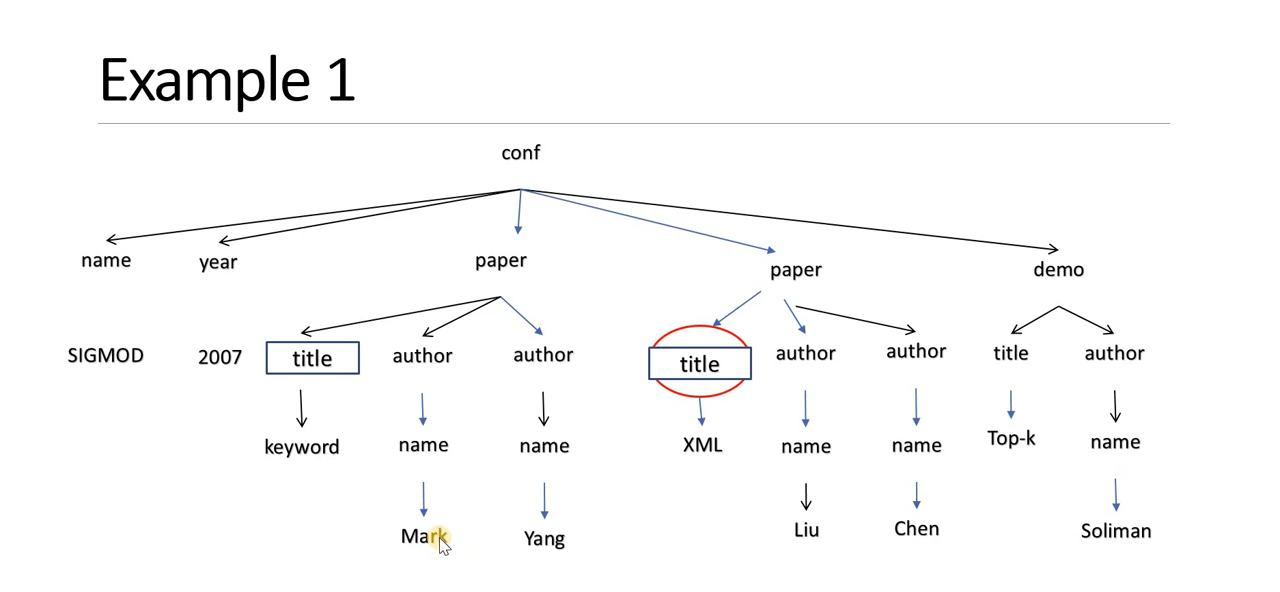 Example 1
conf
name year paper paper demo
SIGMOD 2007 title author author title author author title author
keyword name name XML name name Top-k name
Mark Yang Liu Chen Soliman